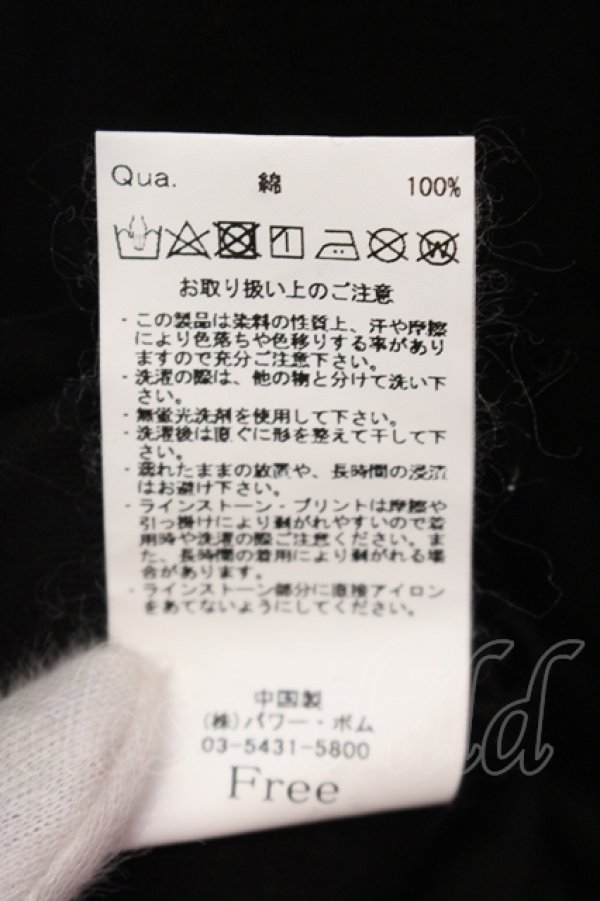 Qua. 綿 100%
お取り扱い上のご注意
・この製品は染料の性質上、汗や摩擦
により色落ちや色移りする事があり
ますので充分ご注意下さい。
・洗濯の際は、他の物と分けて洗い下
さい。
・無蛍光洗剤を使用して下さい。
・洗濯後は直ぐに形を整えて干して下
さい。
・濡れたままの放置や、長時間の浸漬
はお避け下さい。
・ラインストーン・プリントは摩擦や
引っ掛けにより剥がれやすいので着
用時や洗濯の際ご注意ください。ま
た、長時間の着用により剥がれる場
合があります。
・ラインストーン部分に直接アイロン
をあてないようにしてください。
中国製
(株)パワー・ボム
03-5431-5800
Free